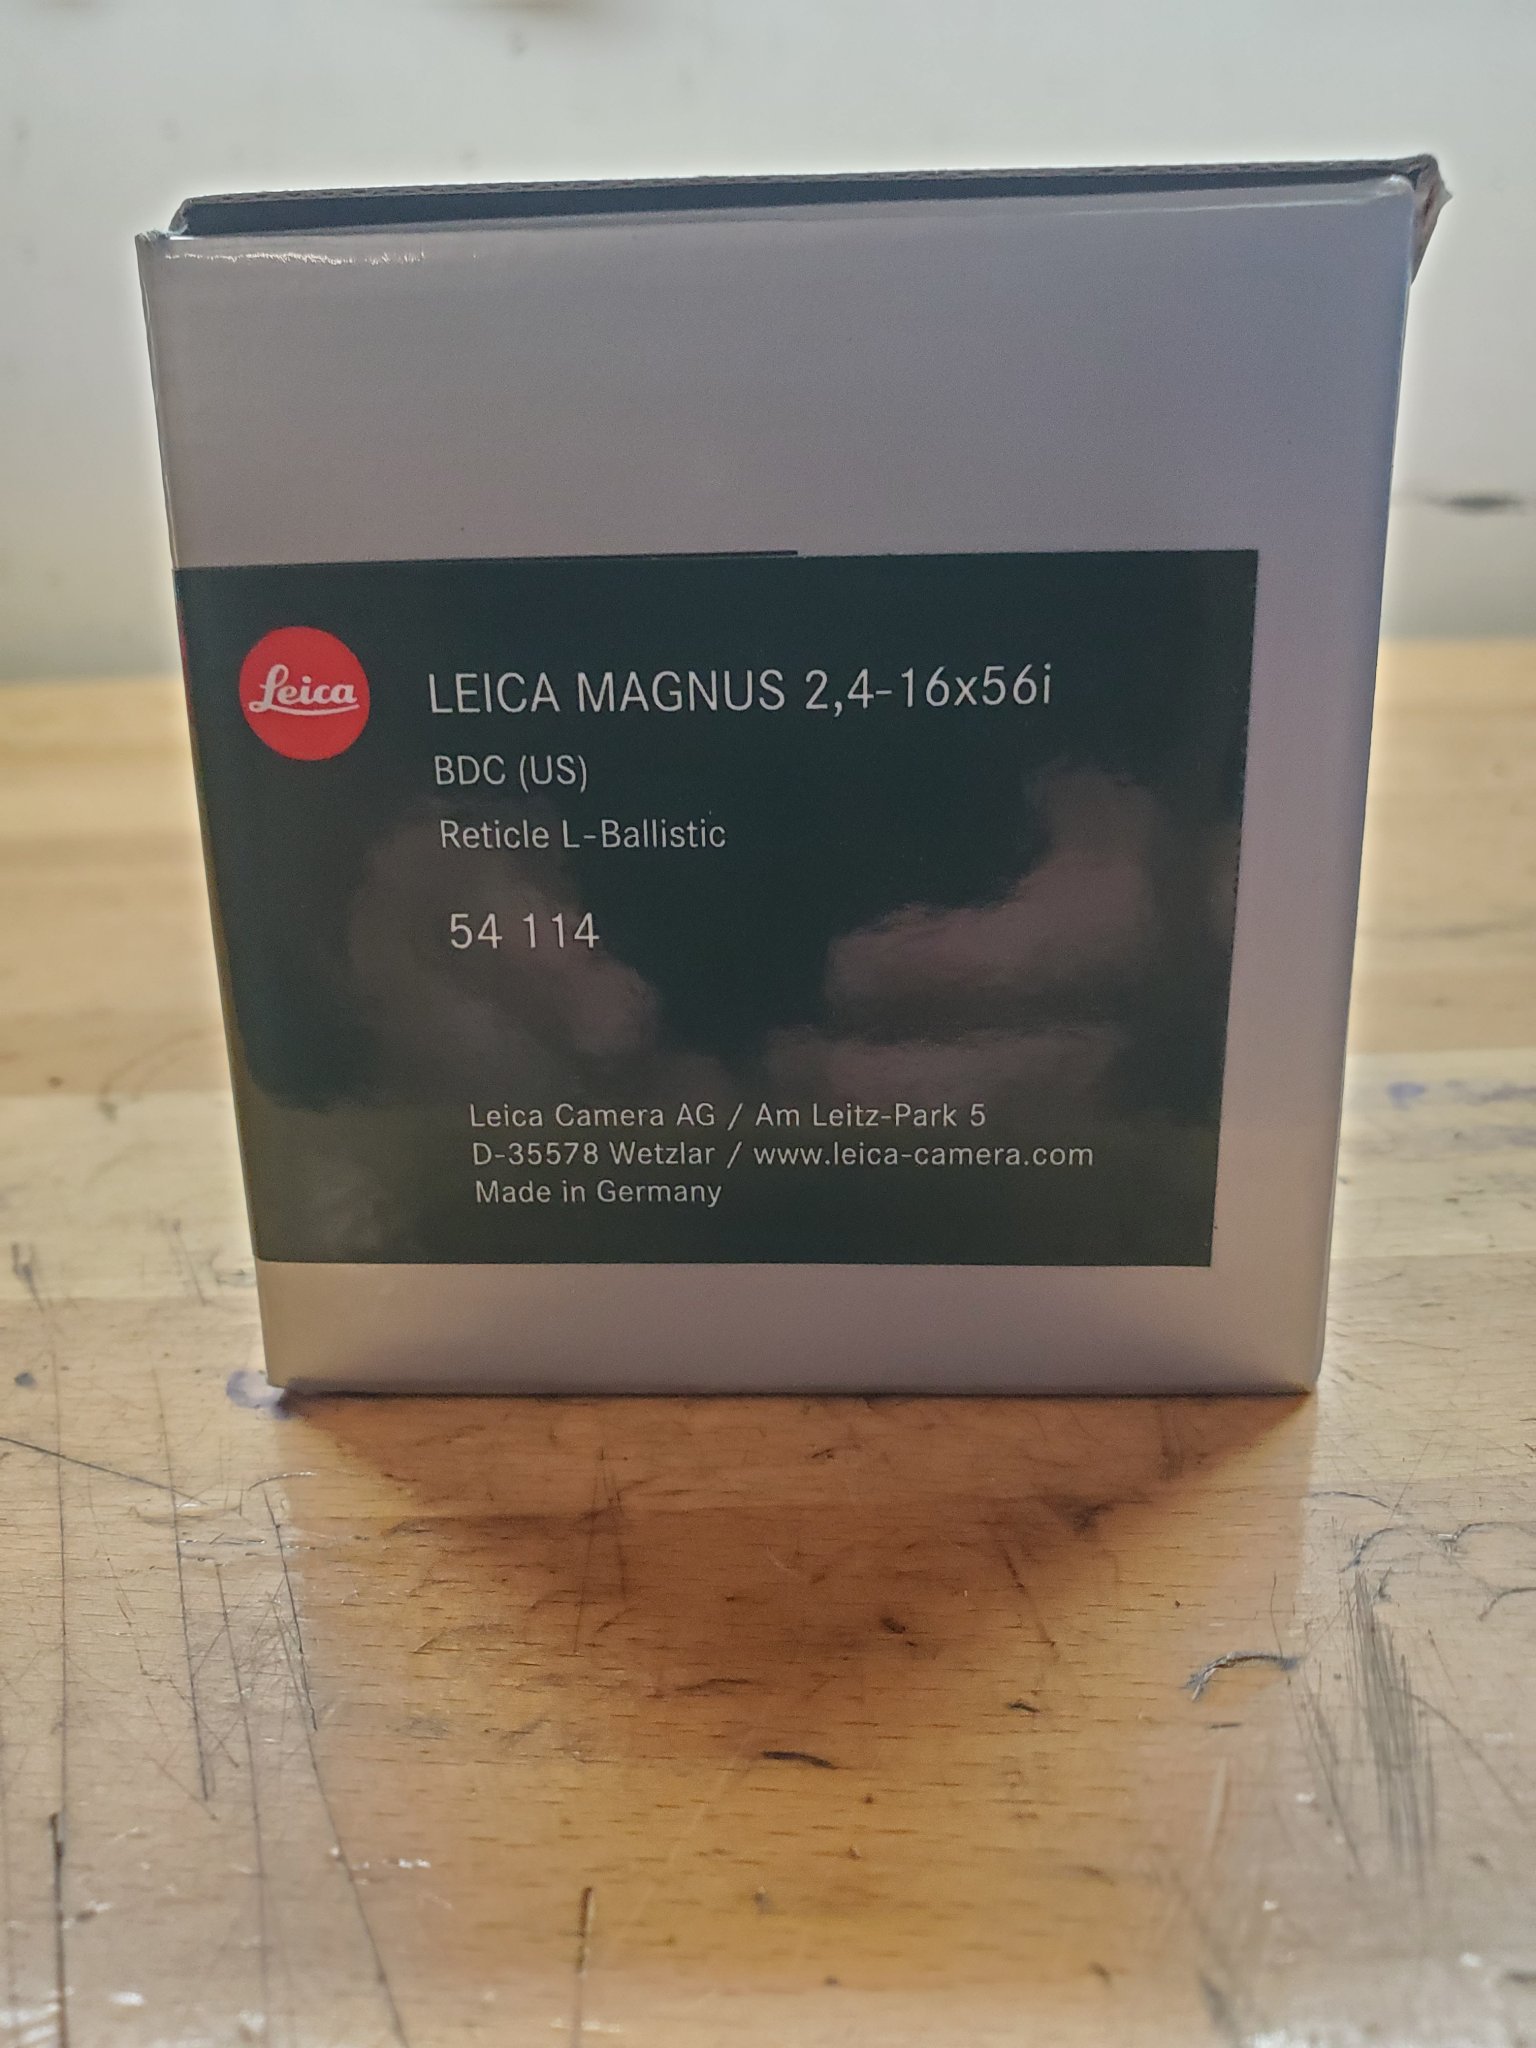 Leica
LEICA MAGNUS 2,4-16x56i
BDC (US)
Reticle L-Ballistic
54 114
Leica Camera AG / Am Leitz-Park 5
D-35578 Wetzlar / www.leica-camera.com
Made in Germany